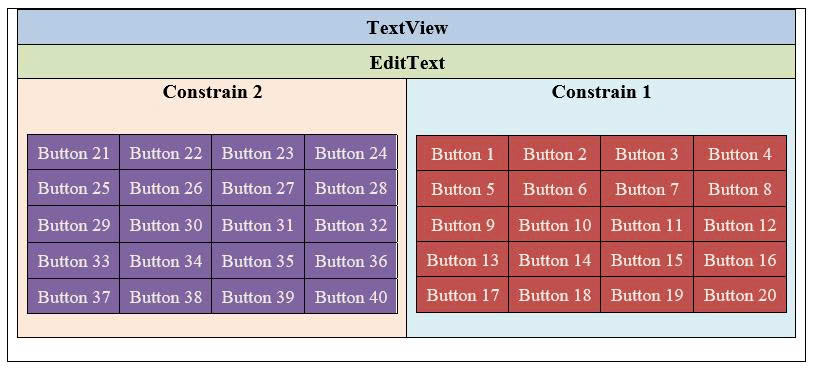 TextView
EditText
Constrain 2
Button 21 Button 22 Button 23 Button 24
Button 25 Button 26 Button 27 Button 28
Button 29 Button 30 Button 31 Button 32
Button 33 Button 34 Button 35 Button 36
Button 37 Button 38 Button 39 Button 40
Constrain 1
Button 1 Button 2 Button 3 Button 4
Button 5 Button 6 Button 7 Button 8
Button 9 Button 10 Button 11 Button 12
Button 13 Button 14 Button 15 Button 16
Button 17 Button 18 Button 19 Button 20